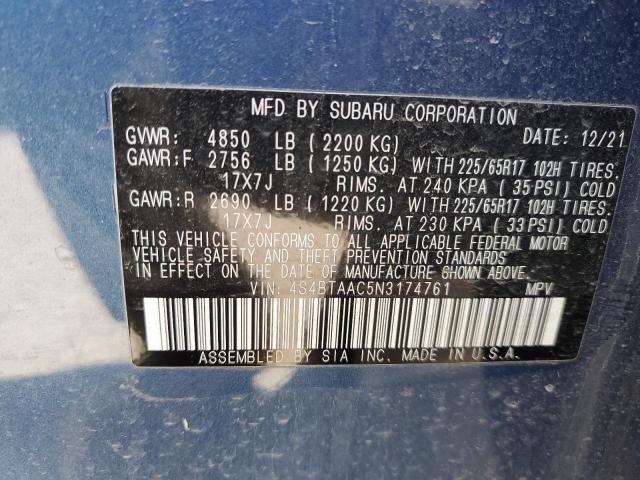 MFD BY SUBARU CORPORATION
GVWR: 4850 LB (2200 KG) DATE: 12/21
GAWR:F 2756 LB (1250 KG) WITH 225/65R17 102H TIRES.
17X7J RIMS. AT 240 KPA (35 PSI) COLD
GAWR:R 2690 LB (1220 KG) WITH 225/65R17 102H TIRES.
17X7J RIMS. AT 230 KPA (33 PSI) COLD
THIS VEHICLE CONFORMS TO ALL APPLICABLE FEDERAL MOTOR
VEHICLE SAFETY AND THEFT PREVENTION STANDARDS IN
EFFECT ON THE DATE OF MANUFACTURE SHOWN ABOVE.
VIN: 4S4BTAAC5N3174761 MPV
ASSEMBLED BY SIA INC. MADE IN U.S.A.